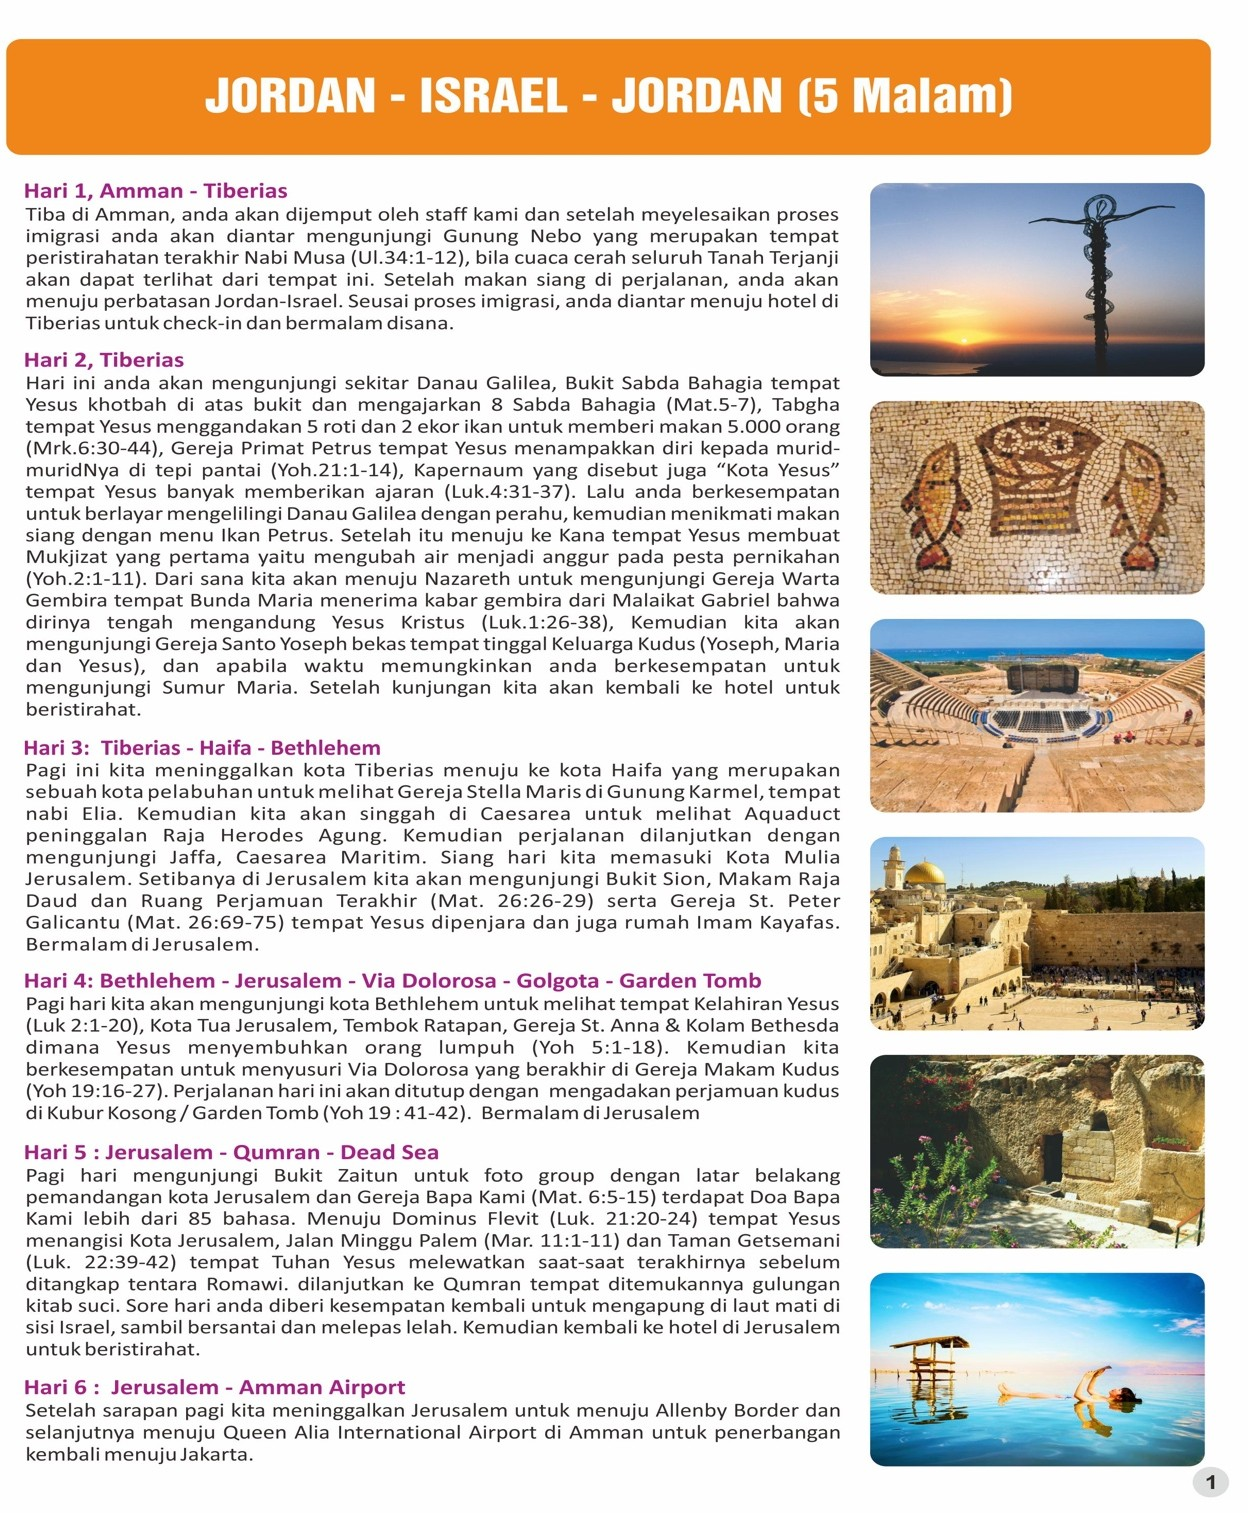 JORDAN - ISRAEL - JORDAN (5 Malam)
Hari 1, Amman - Tiberias
Tiba di Amman, anda akan dijemput oleh staff kami dan setelah meyelesaikan proses
imigrasi anda akan diantar mengunjungi Gunung Nebo yang merupakan tempat
peristirahatan terakhir Nabi Musa (Ul.34:1-12), bila cuaca cerah seluruh Tanah Terjanji
akan dapat terlihat dari tempat ini. Setelah makan siang di perjalanan, anda akan
menuju perbatasan Jordan-Israel. Seusai proses imigrasi, anda diantar menuju hotel di
Tiberias untuk check-in dan bermalam disana.
Hari 2, Tiberias
Hari ini anda akan mengunjungi sekitar Danau Galilea, Bukit Sabda Bahagia tempat
Yesus khotbah di atas bukit dan mengajarkan 8 Sabda Bahagia (Mat.5-7), Tabgha
tempat Yesus menggandakan 5 roti dan 2 ekor ikan untuk memberi makan 5.000 orang
(Mrk.6:30-44), Gereja Primat Petrus tempat Yesus menampakkan diri kepada murid-
muridNya di tepi pantai (Yoh.21:1-14), Kapernaum yang disebut juga “Kota Yesus”
tempat Yesus banyak memberikan ajaran (Luk.4:31-37). Lalu anda berkesempatan
untuk berlayar mengelilingi Danau Galilea dengan perahu, kemudian menikmati makan
siang dengan menu Ikan Petrus. Setelah itu menuju ke Kana tempat Yesus membuat
Mukjizat yang pertama yaitu mengubah air menjadi anggur pada pesta pernikahan
(Yoh.2:1-11). Dari sana kita akan menuju Nazareth untuk mengunjungi Gereja Warta
Gembira tempat Bunda Maria menerima kabar gembira dari Malaikat Gabriel bahwa
dirinya tengah mengandung Yesus Kristus (Luk.1:26-38), Kemudian kita akan
mengunjungi Gereja Santo Yoseph bekas tempat tinggal Keluarga Kudus (Yoseph, Maria
dan Yesus), dan apabila waktu memungkinkan anda berkesempatan untuk
mengunjungi Sumur Maria. Setelah kunjungan kita akan kembali ke hotel untuk
beristirahat.
Hari 3: Tiberias - Haifa - Bethlehem
Pagi ini kita meninggalkan kota Tiberias menuju ke kota Haifa yang merupakan
sebuah kota pelabuhan untuk melihat Gereja Stella Maris di Gunung Karmel, tempat
nabi Elia. Kemudian kita akan singgah di Caesarea untuk melihat Aquaduct
peninggalan Raja Herodes Agung. Kemudian perjalanan dilanjutkan dengan
mengunjungi Jaffa, Caesarea Maritim. Siang hari kita memasuki Kota Mulia
Jerusalem. Setibanya di Jerusalem kita akan mengunjungi Bukit Sion, Makam Raja
Daud dan Ruang Perjamuan Terakhir (Mat. 26:26-29) serta Gereja St. Peter
Galicantu (Mat. 26:69-75) tempat Yesus dipenjara dan juga rumah Imam Kayafas.
Bermalam di Jerusalem.
Hari 4: Bethlehem - Jerusalem - Via Dolorosa - Golgota - Garden Tomb
Pagi hari kita akan mengunjungi kota Bethlehem untuk melihat tempat Kelahiran Yesus
(Luk 2:1-20), Kota Tua Jerusalem, Tembok Ratapan, Gereja St. Anna & Kolam Bethesda
dimana Yesus menyembuhkan orang lumpuh (Yoh 5:1-18). Kemudian kita
berkesempatan untuk menyusuri Via Dolorosa yang berakhir di Gereja Makam Kudus
(Yoh 19:16-27). Perjalanan hari ini akan ditutup dengan mengadakan perjamuan kudus
di Kubur Kosong / Garden Tomb (Yoh 19 : 41-42). Bermalam di Jerusalem
Hari 5 : Jerusalem - Qumran - Dead Sea
Pagi hari mengunjungi Bukit Zaitun untuk foto group dengan latar belakang
pemandangan kota Jerusalem dan Gereja Bapa Kami (Mat. 6:5-15) terdapat Doa Bapa
Kami lebih dari 85 bahasa. Menuju Dominus Flevit (Luk. 21:20-24) tempat Yesus
menangisi Kota Jerusalem, Jalan Minggu Palem (Mar. 11:1-11) dan Taman Getsemani
(Luk. 22:39-42) tempat Tuhan Yesus melewatkan saat-saat terakhirnya sebelum
ditangkap tentara Romawi. dilanjutkan ke Qumran tempat ditemukannya gulungan
kitab suci. Sore hari anda diberi kesempatan kembali untuk mengapung di laut mati di
sisi Israel, sambil bersantai dan melepas lelah. Kemudian kembali ke hotel di Jerusalem
untuk beristirahat.
Hari 6 : Jerusalem - Amman Airport
Setelah sarapan pagi kita meninggalkan Jerusalem untuk menuju Allenby Border dan
selanjutnya menuju Queen Alia International Airport di Amman untuk penerbangan
kembali menuju Jakarta.
1